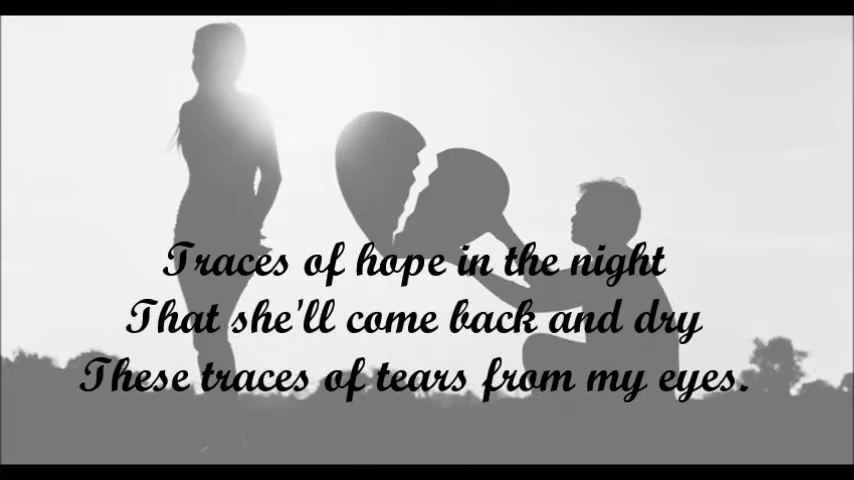 Traces of hope in the night
That she'll come back and dry
These traces of tears from my eyes.